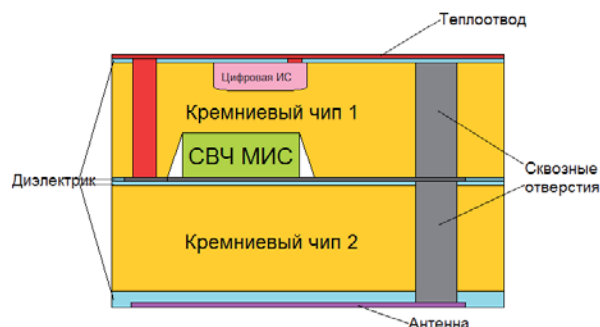 Теплоотвод
Цифровая ИС
Кремниевый чип 1
СВЧ МИС
Диэлектрик
Сквозные
отверстия
Кремниевый чип 2
Антенна